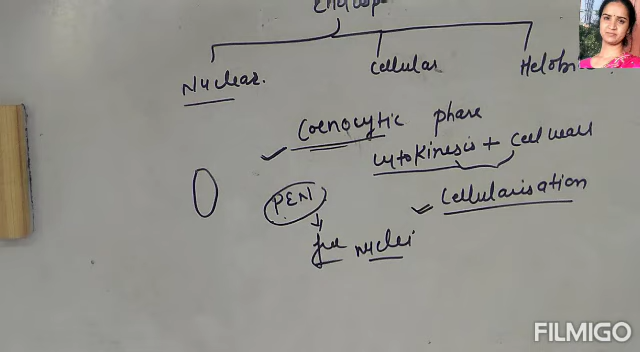 Nuclear.
Cellular
Coenocytic phase
Cytokinesis + Cell wall
PEN
Cellularisation
free nuclei
FILMIGO